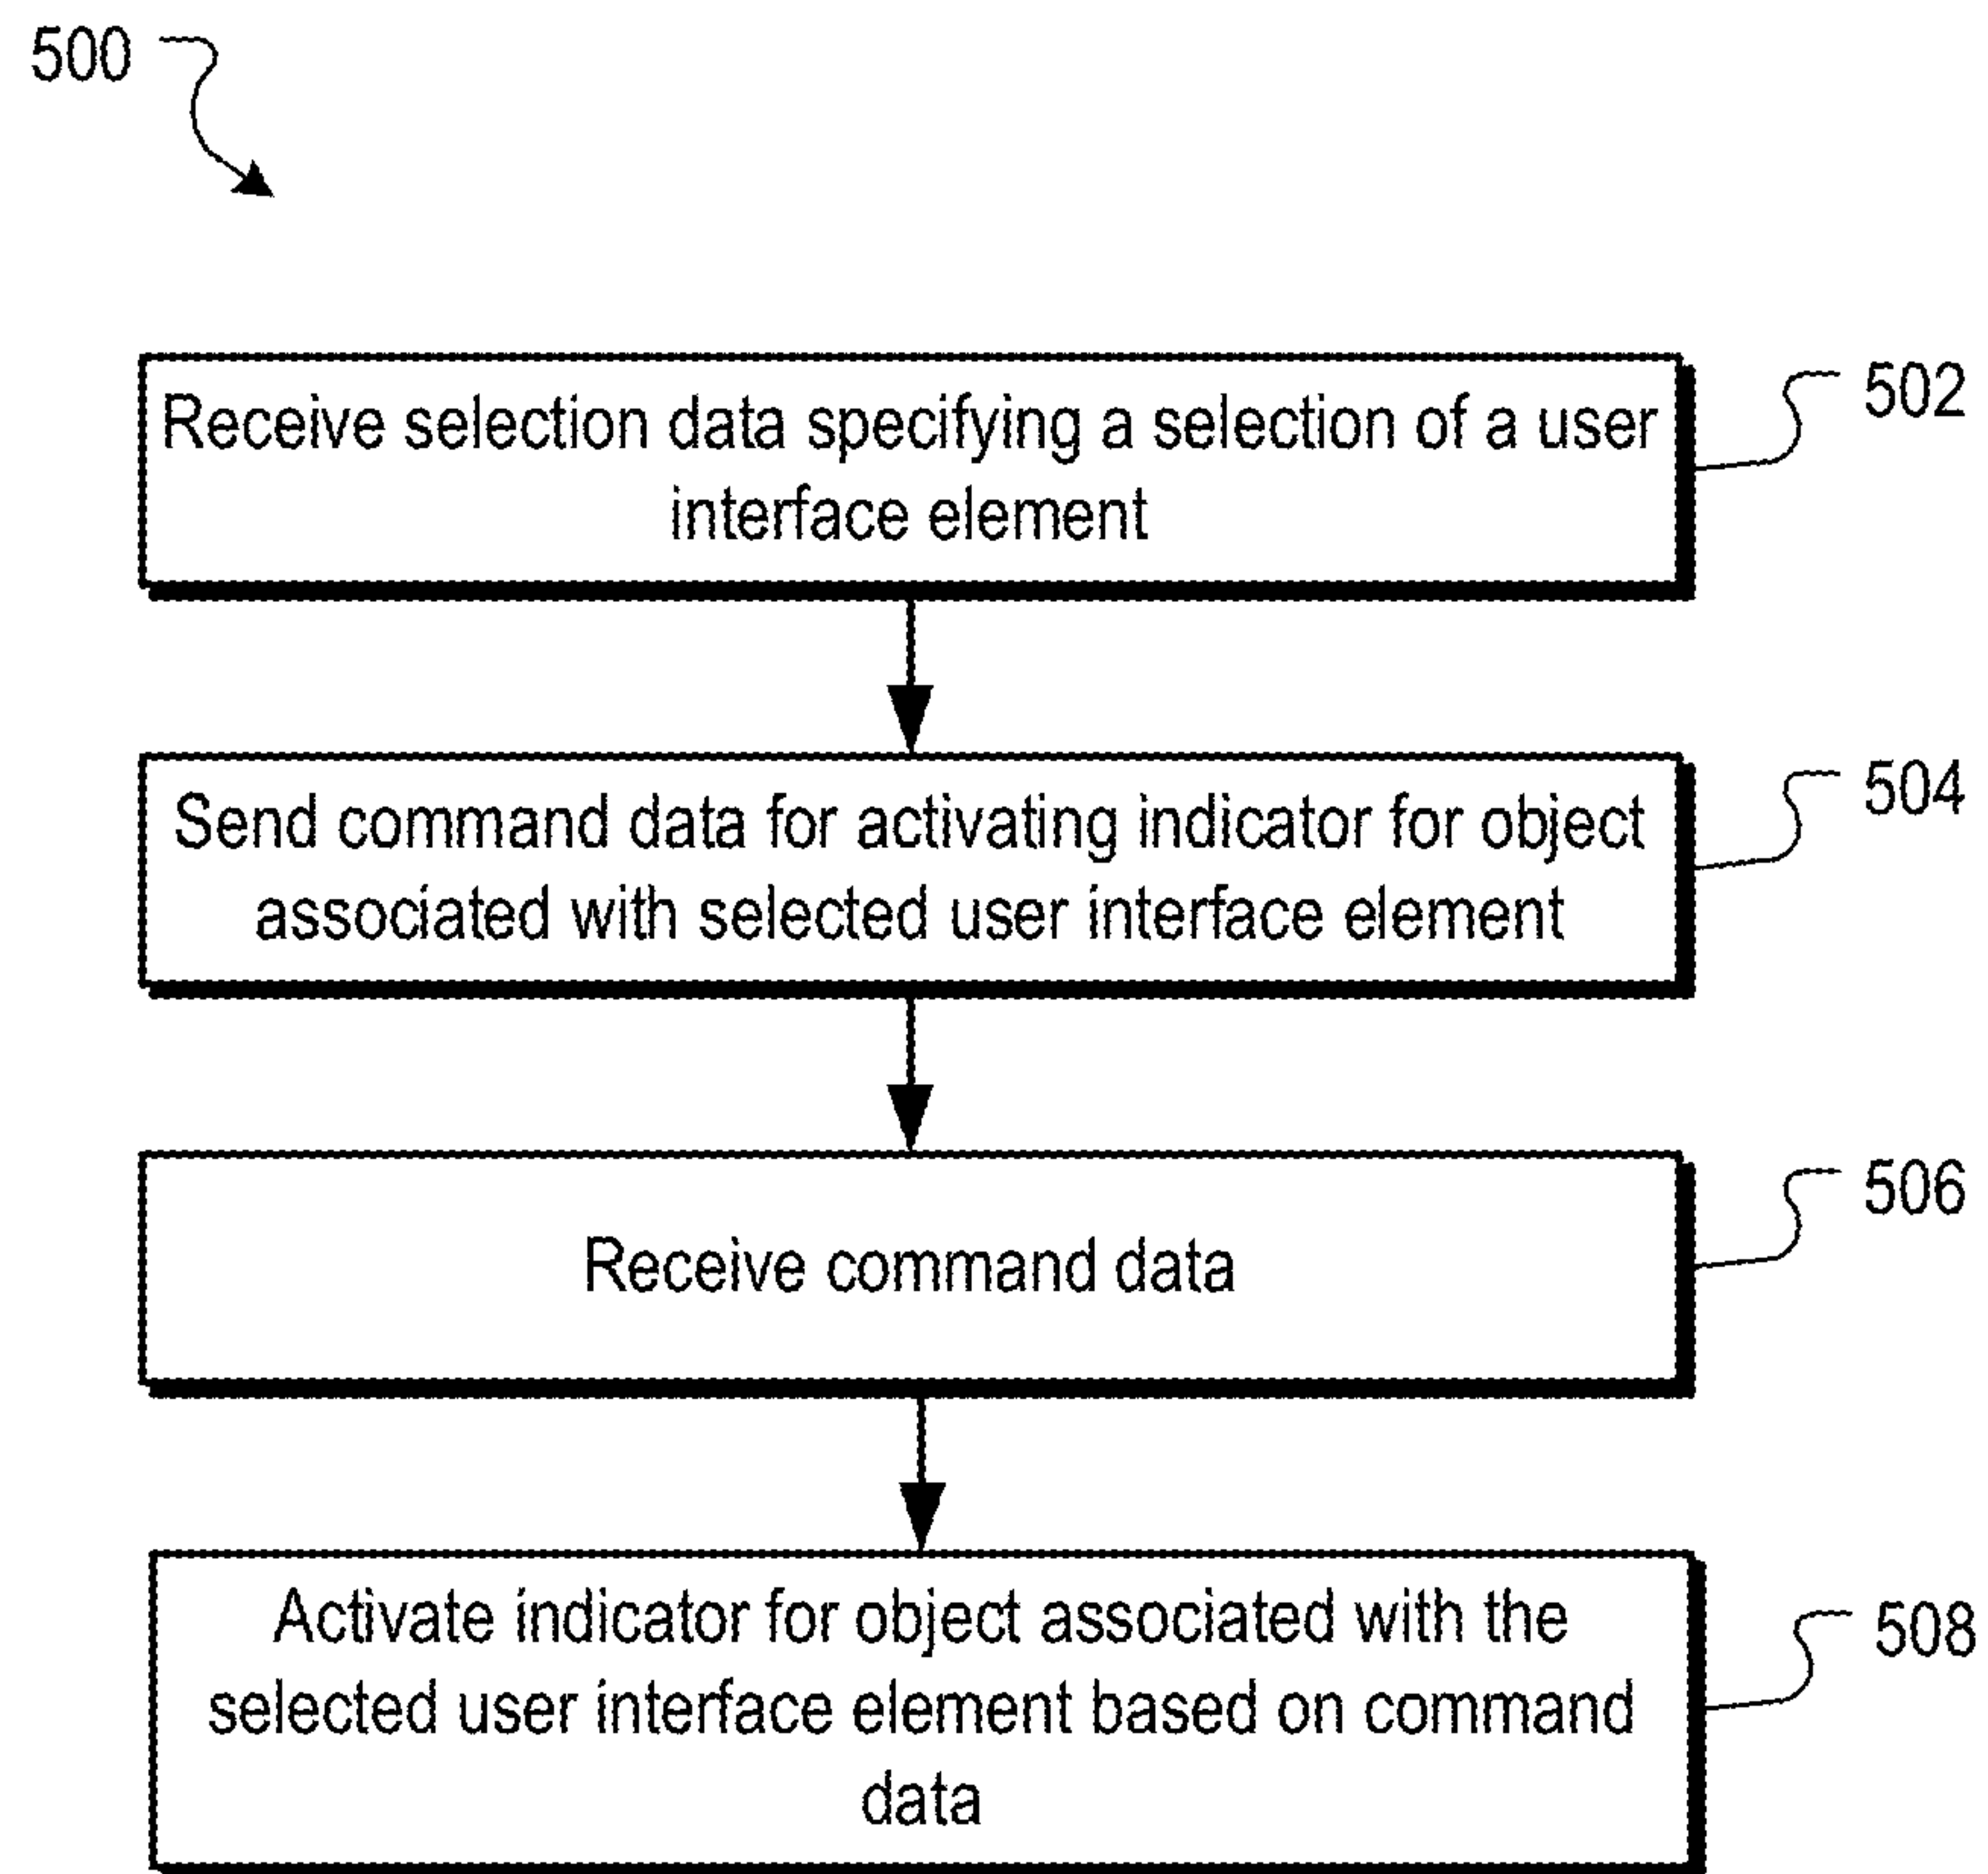 500
Receive selection data specifying a selection of a user
interface element
502
Send command data for activating indicator for object
associated with selected user interface element
504
Receive command data
506
Activate indicator for object associated with the
selected user interface element based on command
data
508